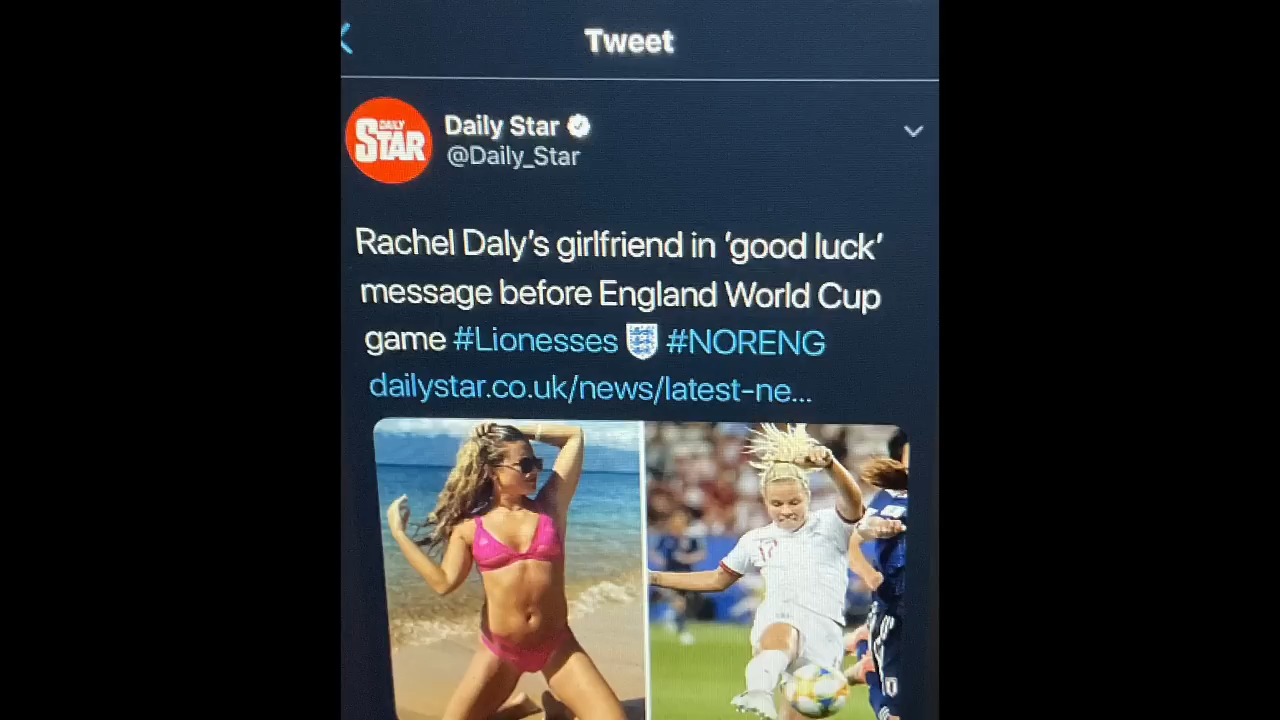 Tweet
DAILY
STAR
Daily Star
@Daily_Star
Rachel Daly’s girlfriend in ‘good luck’
message before England World Cup
game #Lionesses #NORENG
dailystar.co.uk/news/latest-ne...
17